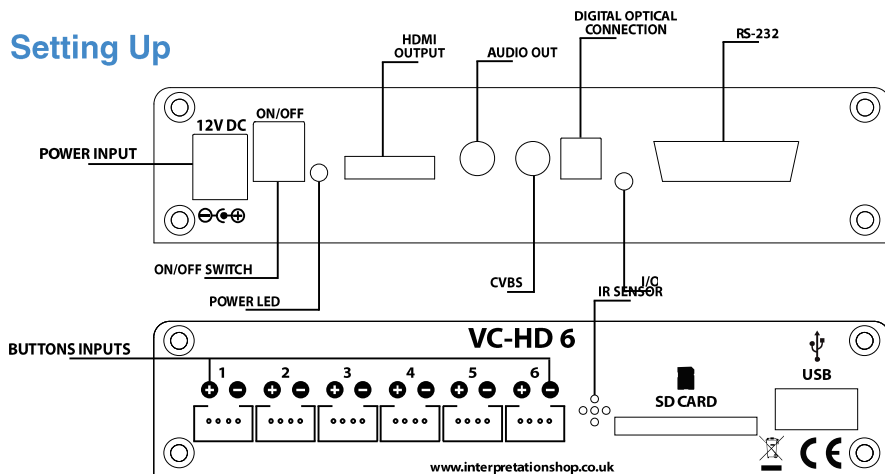 Setting Up
HDMI
OUTPUT
AUDIO OUT
DIGITAL OPTICAL
CONNECTION
RS-232
ON/OFF
12V DC
POWER INPUT
ON/OFF SWITCH
POWER LED
CVBS
I/O
IR SENSOR
VC-HD 6
BUTTONS INPUTS
1 2 3 4 5 6
+ − + − + − + − + − + −
USB
SD CARD
CE
www.interpretationshop.co.uk